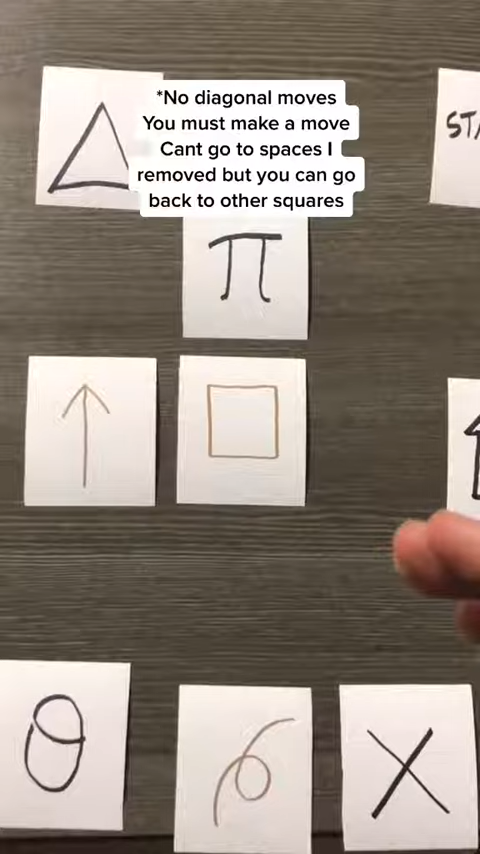 *No diagonal moves
You must make a move
Cant go to spaces I
removed but you can go
back to other squares
π
θ
X